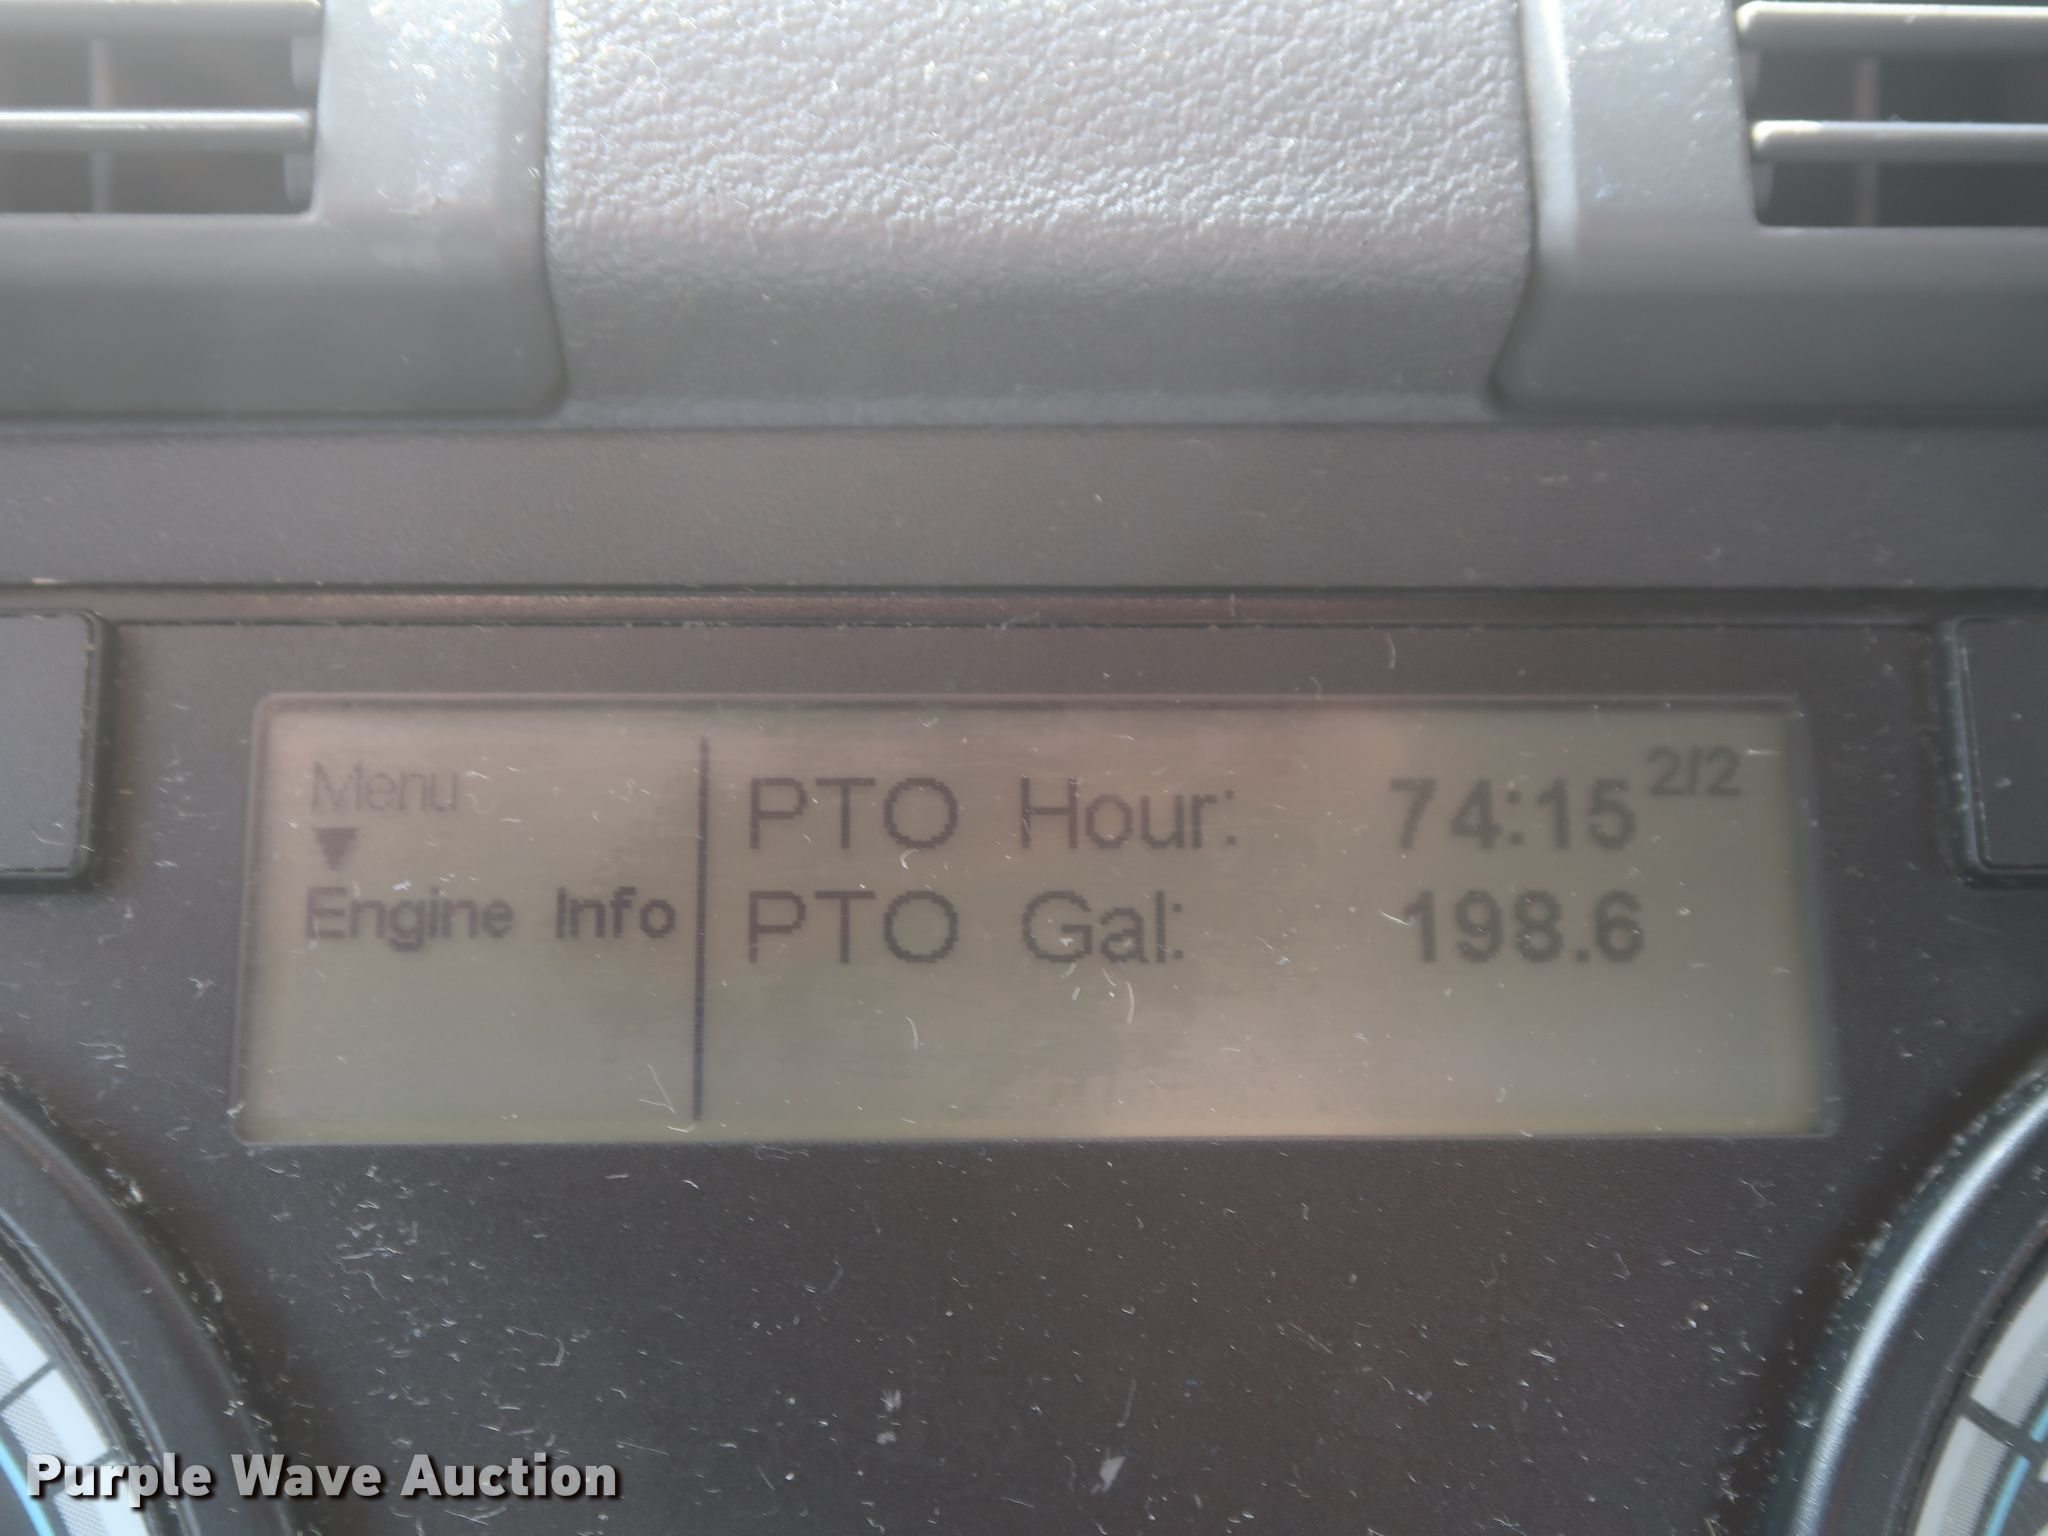 Menu
▼
Engine Info
PTO Hour: 74:15 2/2
PTO Gal: 198.6
Purple Wave Auction